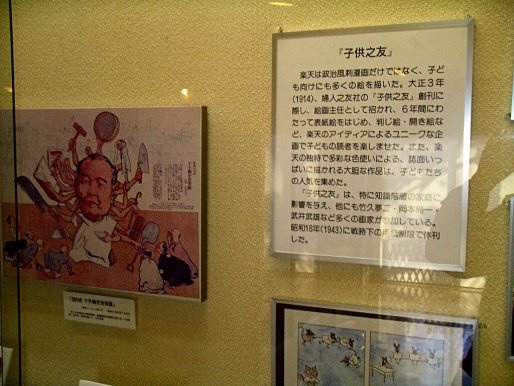 『子供之友』
楽天は政治風刺漫画だけではなく、子ど
も向けにも多くの絵を描いた。大正3年
(1914)、婦人之友社の『子供之友』創刊に
際し、絵画主任として招かれ、6年間にわ
たって表紙絵をはじめ、判じ絵・開き絵な
ど、楽天のアイディアによるユニークな企
画で子どもの読者を楽しませた。また、楽
天の独特で多彩な色使いによる、誌面いっ
ぱいに描かれる大胆な作品は、子どもたち
の人気を集めた。
『子供之友』は、特に知識階層の家庭に
影響を与え、他にも竹久夢二・岡本帰一・
武井武雄など多くの画家が参加している。
昭和18年(1943)に戦時下の用紙制限で休刊
した。